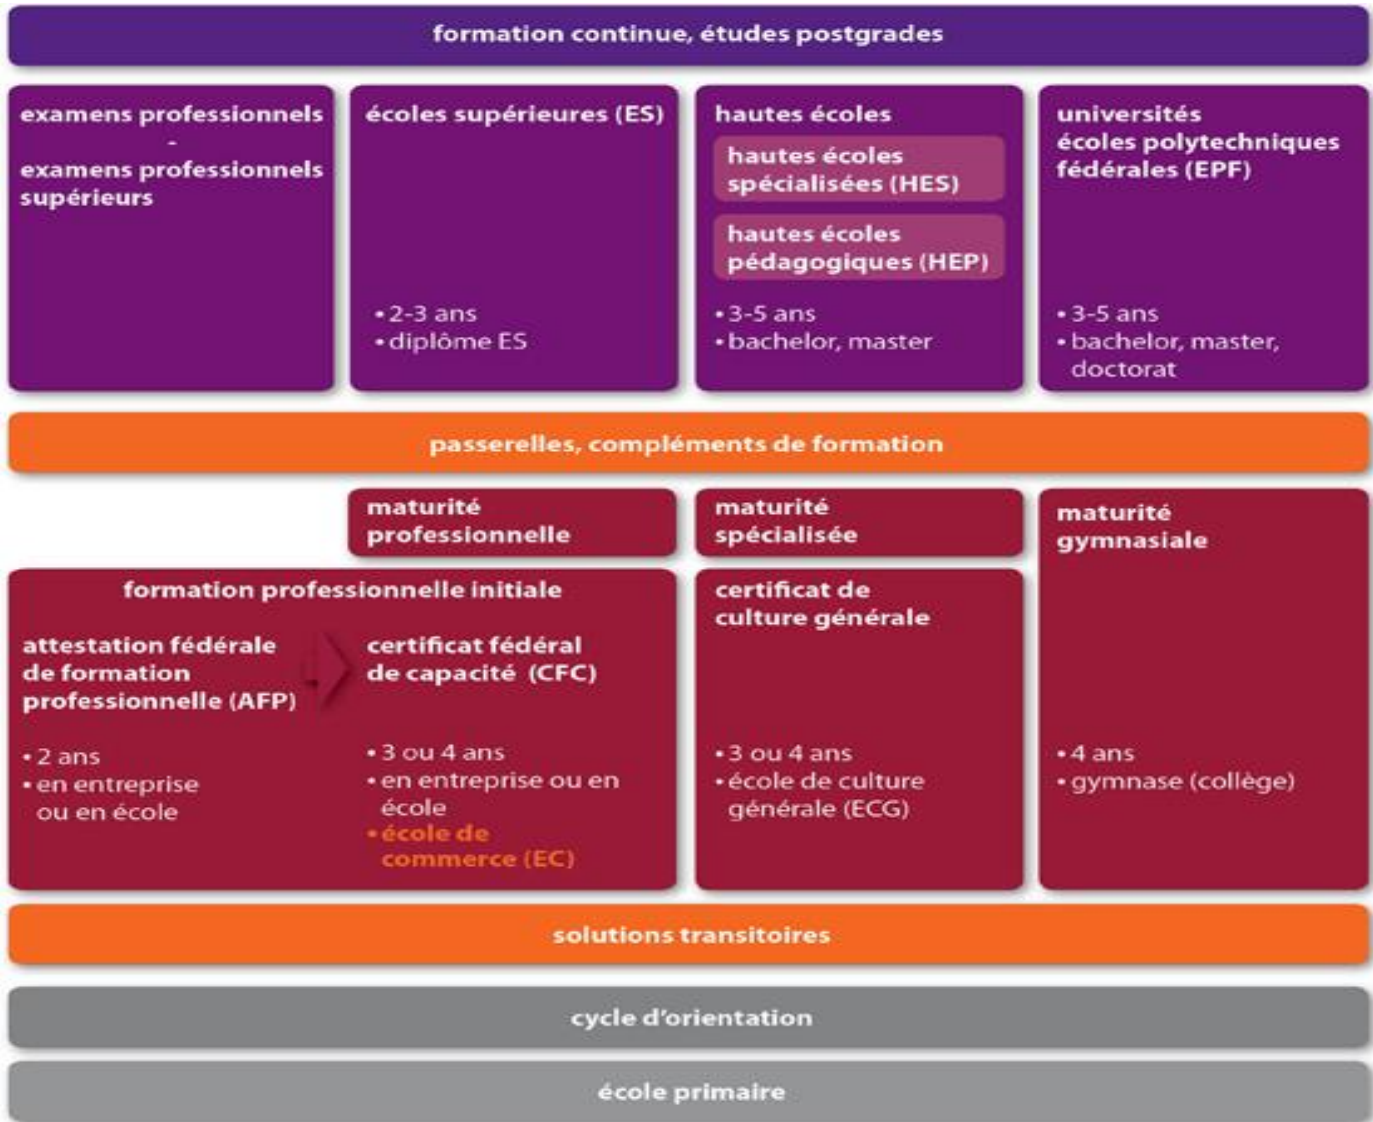 formation continue, études postgrades
examens professionnels
-
examens professionnels
supérieurs
écoles supérieures (ES)
• 2-3 ans
• diplôme ES
hautes écoles
hautes écoles
spécialisées (HES)
hautes écoles
pédagogiques (HEP)
• 3-5 ans
• bachelor, master
universités
écoles polytechniques
fédérales (EPF)
• 3-5 ans
• bachelor, master,
doctorat
passerelles, compléments de formation
maturité
professionnelle
maturité
spécialisée
maturité
gymnasiale
formation professionnelle initiale
attestation fédérale
de formation
professionnelle (AFP)
• 2 ans
• en entreprise
ou en école
certificat fédéral
de capacité (CFC)
• 3 ou 4 ans
• en entreprise ou en
école
• école de
commerce (EC)
certificat de
culture générale
• 3 ou 4 ans
• école de culture
générale (ECG)
• 4 ans
• gymnase (collège)
solutions transitoires
cycle d'orientation
école primaire